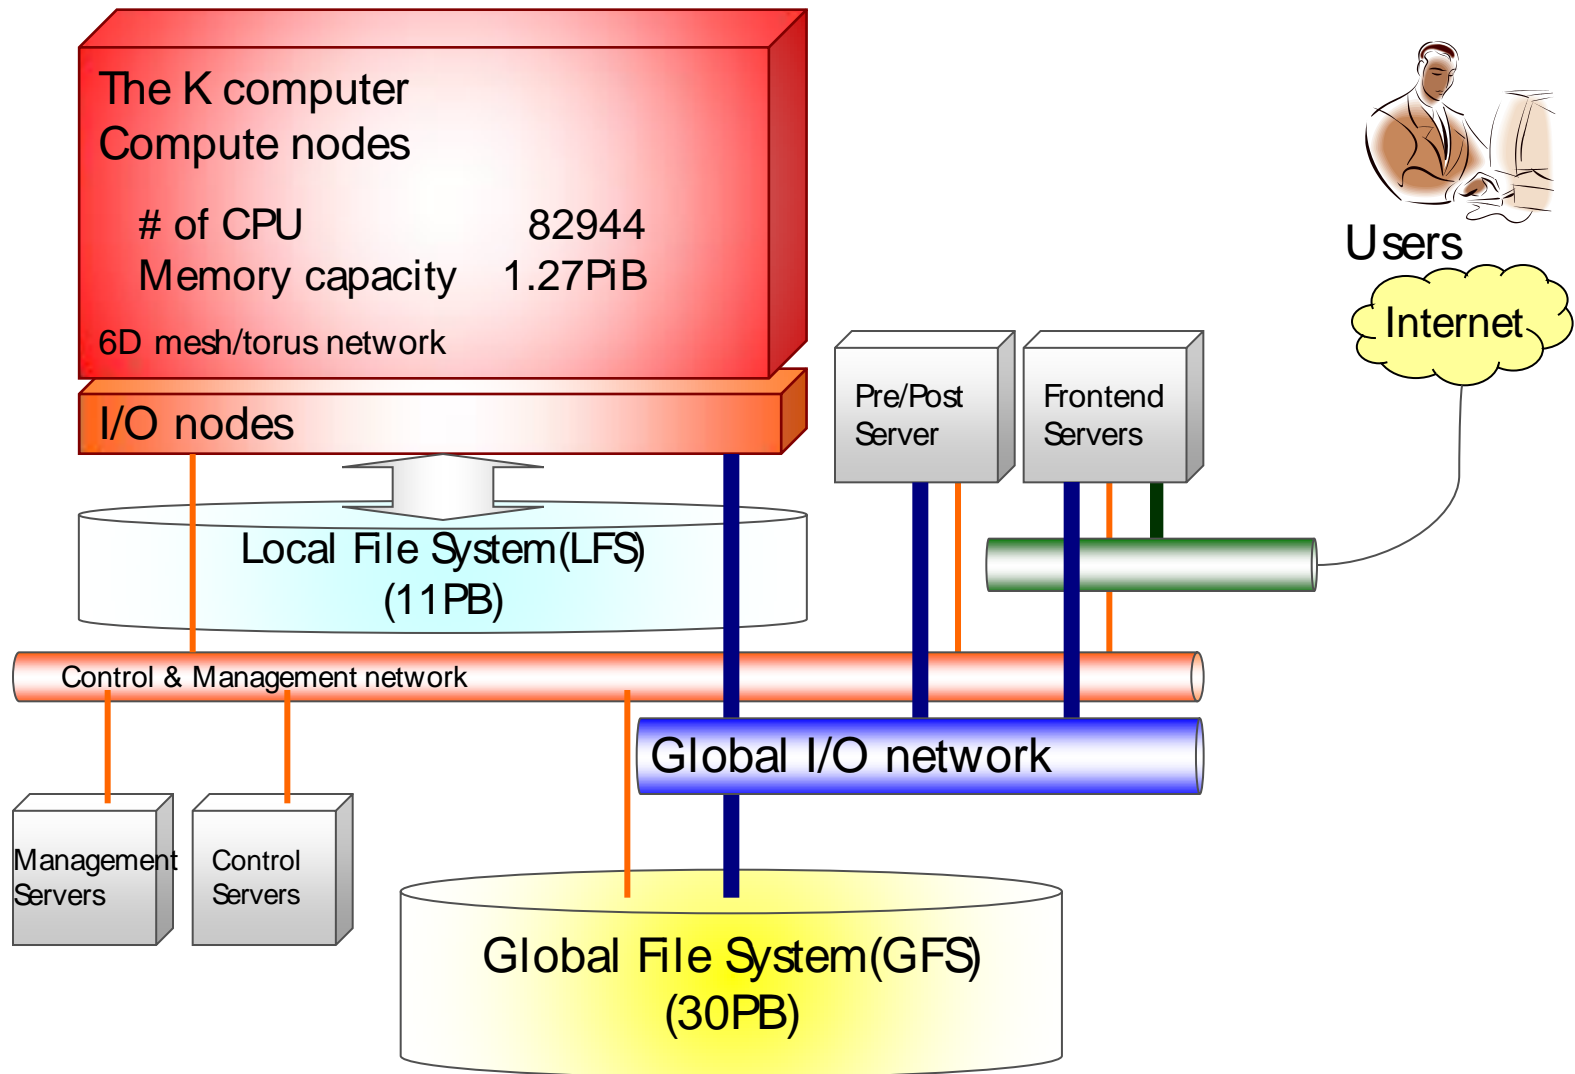 The K computer
Compute nodes
# of CPU 82944
Memory capacity 1.27PiB
6D mesh/torus network
I/O nodes
Users
Internet
Pre/Post
Server
Frontend
Servers
Local File System(LFS)
(11PB)
Control & Management network
Global I/O network
Management
Servers
Control
Servers
Global File System(GFS)
(30PB)